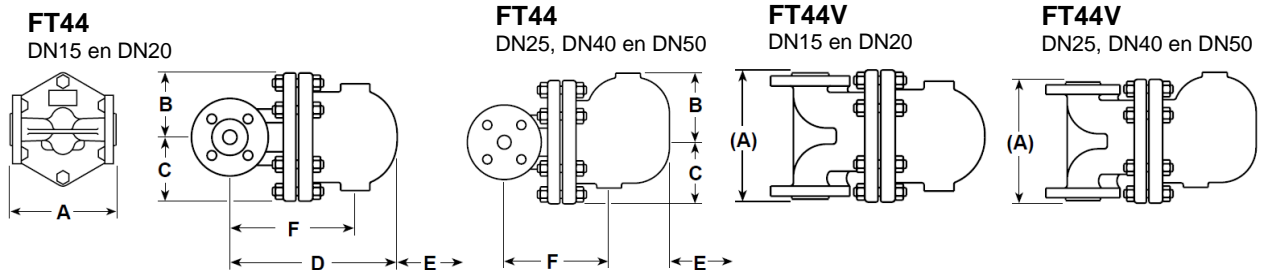 FT44
DN15 en DN20
FT44
DN25, DN40 en DN50
FT44V
DN15 en DN20
FT44V
DN25, DN40 en DN50
B
C
A
F
D
E
B
C
F
E
(A)
(A)